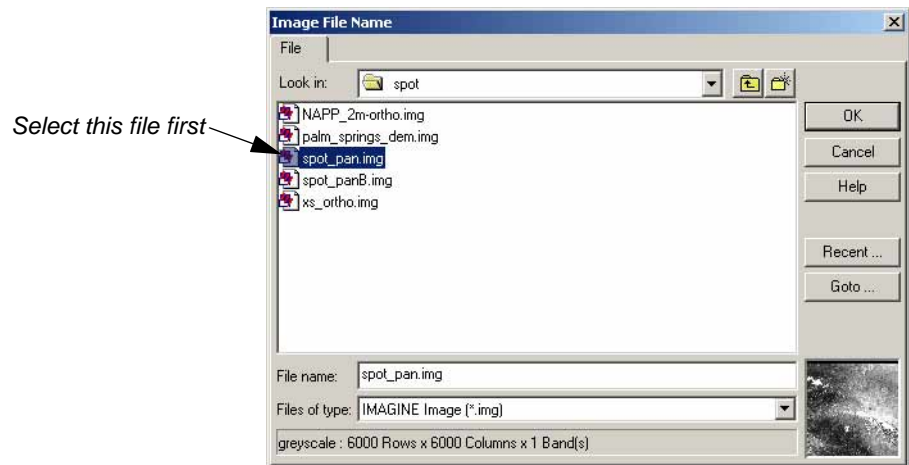 Image File Name
File
Look in: spot
NAPP_2m-ortho.img
palm_springs_dem.img
spot_pan.img
spot_panB.img
xs_ortho.img
Select this file first
OK
Cancel
Help
Recent ...
Goto ...
File name: spot_pan.img
Files of type: IMAGINE Image (*.img)
greyscale : 6000 Rows x 6000 Columns x 1 Band(s)